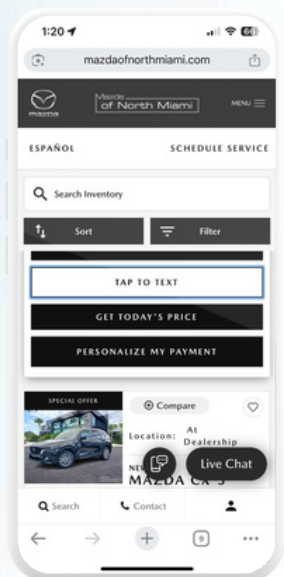 1:20
60
mazdaofnorthmiami.com
mazda
Mazda
of North Miami
MENU
ESPAÑOL
SCHEDULE SERVICE
Search Inventory
Sort
Filter
TAP TO TEXT
GET TODAY'S PRICE
PERSONALIZE MY PAYMENT
SPECIAL OFFER
Compare
Location: At Dealership
Live Chat
MAZDA CX-5
Search
Contact
9